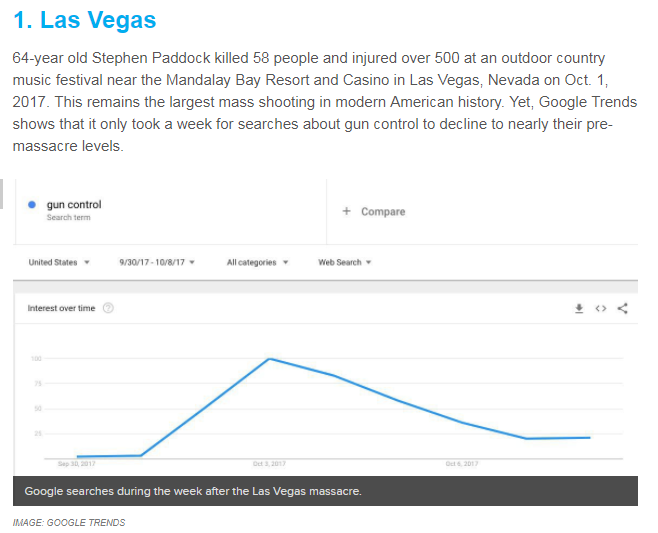 1. Las Vegas
64-year old Stephen Paddock killed 58 people and injured over 500 at an outdoor country
music festival near the Mandalay Bay Resort and Casino in Las Vegas, Nevada on Oct. 1,
2017. This remains the largest mass shooting in modern American history. Yet, Google Trends
shows that it only took a week for searches about gun control to decline to nearly their pre-
massacre levels.
gun control
Search term
+ Compare
United States
9/30/17 - 10/8/17
All categories
Web Search
Interest over time
100
75
50
25
Sep 30, 2017
Oct 3, 2017
Oct 6, 2017
Google searches during the week after the Las Vegas massacre.
IMAGE: GOOGLE TRENDS